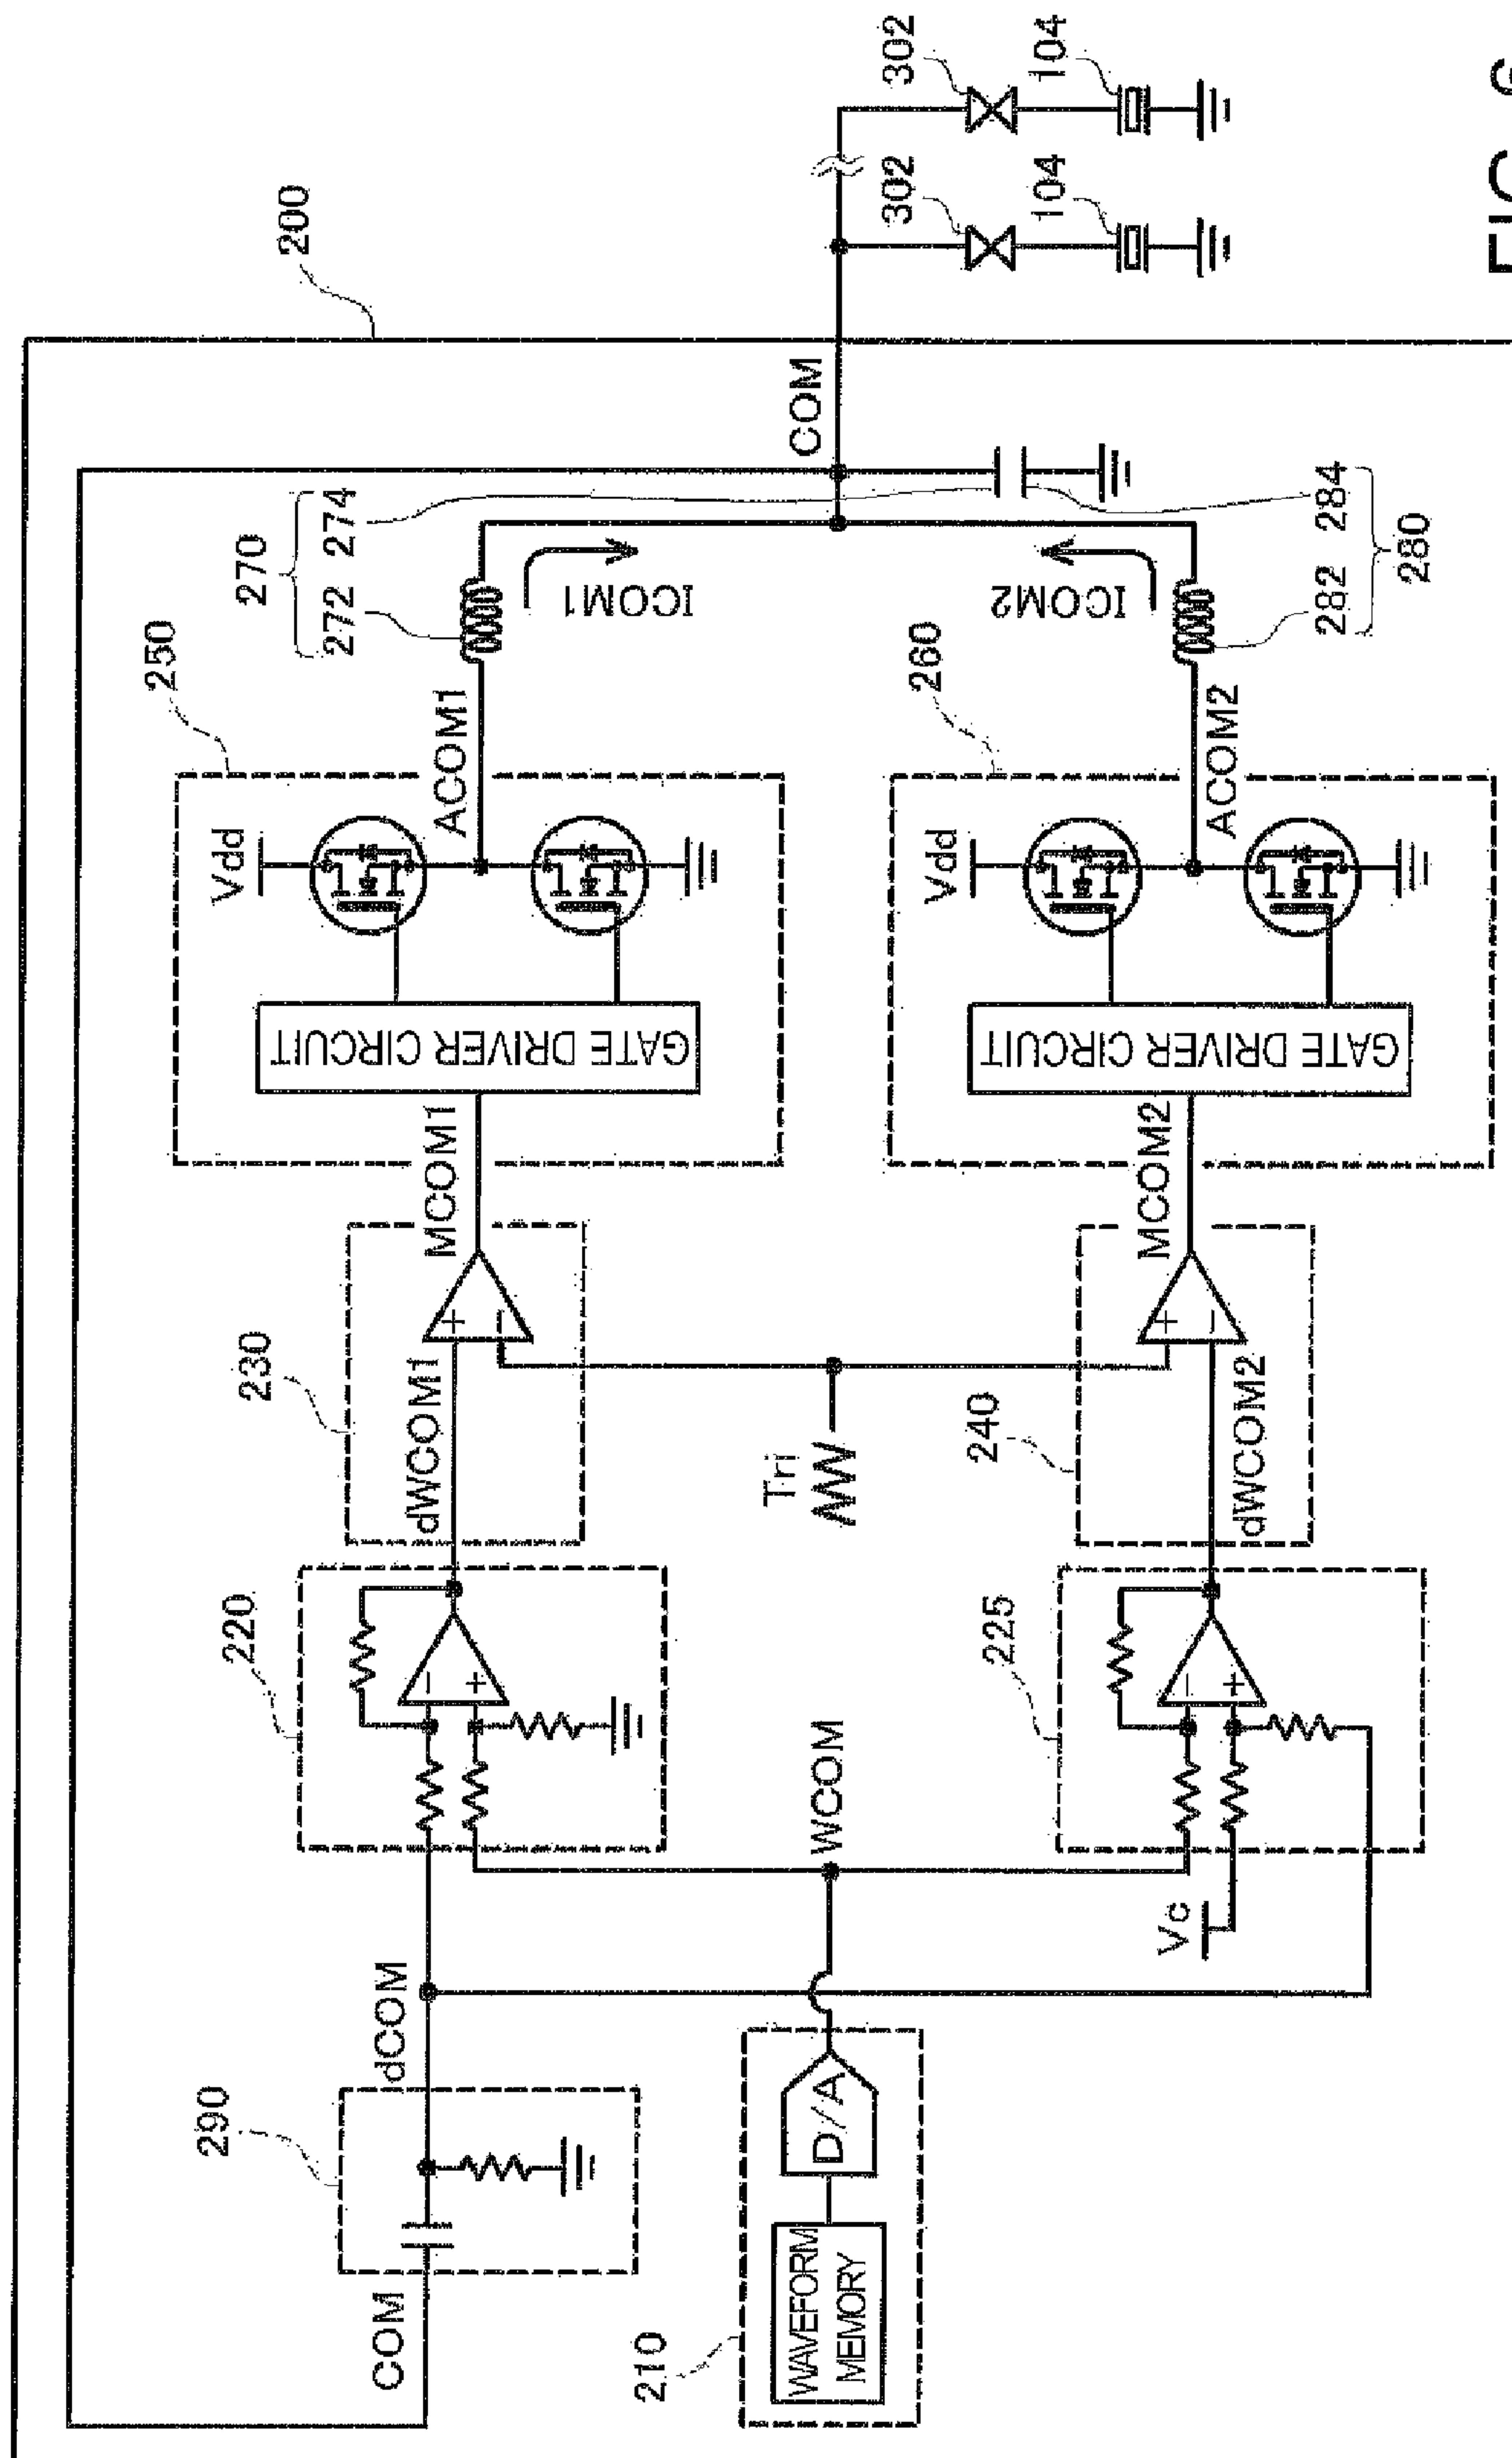 200
COM
290
dCOM
220
dWCOM1
230
MCOM1
GATE DRIVER CIRCUIT
Vdd
250
ACOM1
270
272
274
ICOM1
COM
302
302
104
104
210
WAVEFORM
MEMORY
D/A
WCOM
Tri
Vc
225
dWCOM2
240
MCOM2
GATE DRIVER CIRCUIT
Vdd
260
ACOM2
ICOM2
282
284
280